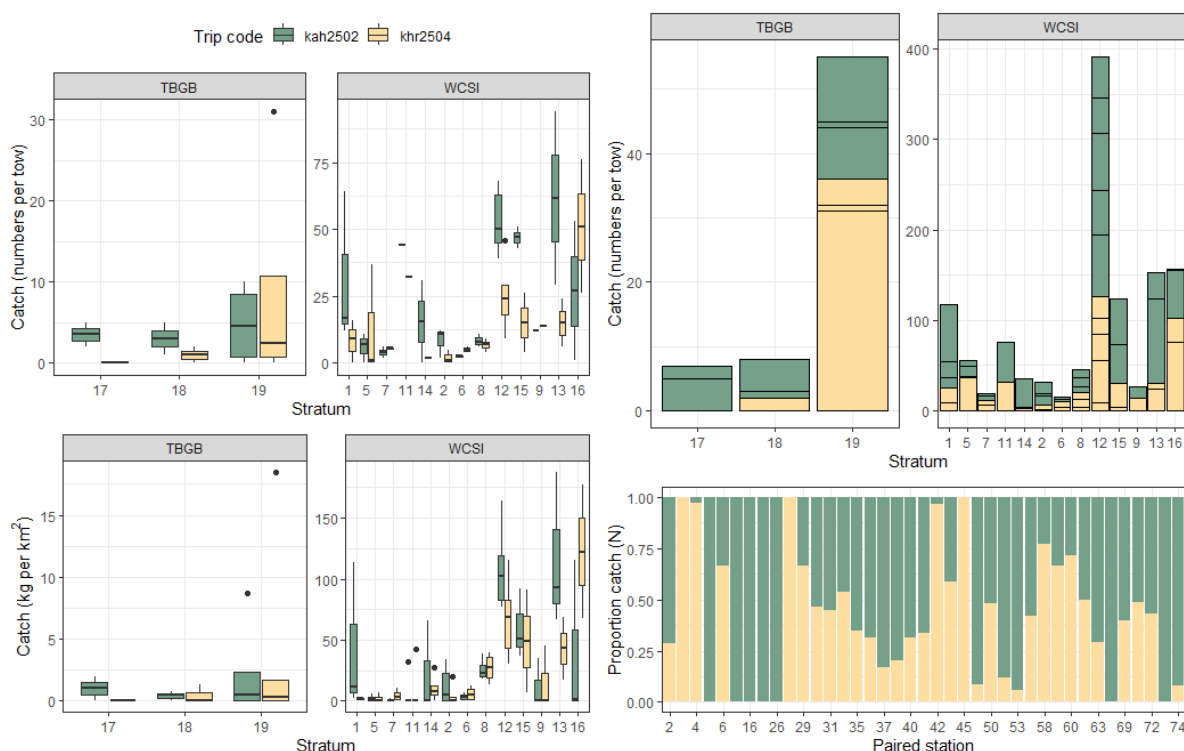 Trip code kah2502 khr2504
TBGB WCSI
Catch (numbers per tow)
30
20
10
0
75
50
25
0
17 18 19
1 5 7 11 14 2 6 8 12 15 9 13 16
Stratum
TBGB WCSI
Catch (kg per km²)
15
10
5
0
150
100
50
0
17 18 19
1 5 7 11 14 2 6 8 12 15 9 13 16
Stratum
TBGB WCSI
Catch (numbers per tow)
40
20
0
400
300
200
100
0
17 18 19
1 5 7 11 14 2 6 8 12 15 9 13 16
Stratum
Proportion catch (N)
1.00
0.75
0.50
0.25
0.00
2 4 6 16 26 29 31 35 37 40 42 45 50 53 58 60 63 69 72 74
Paired station